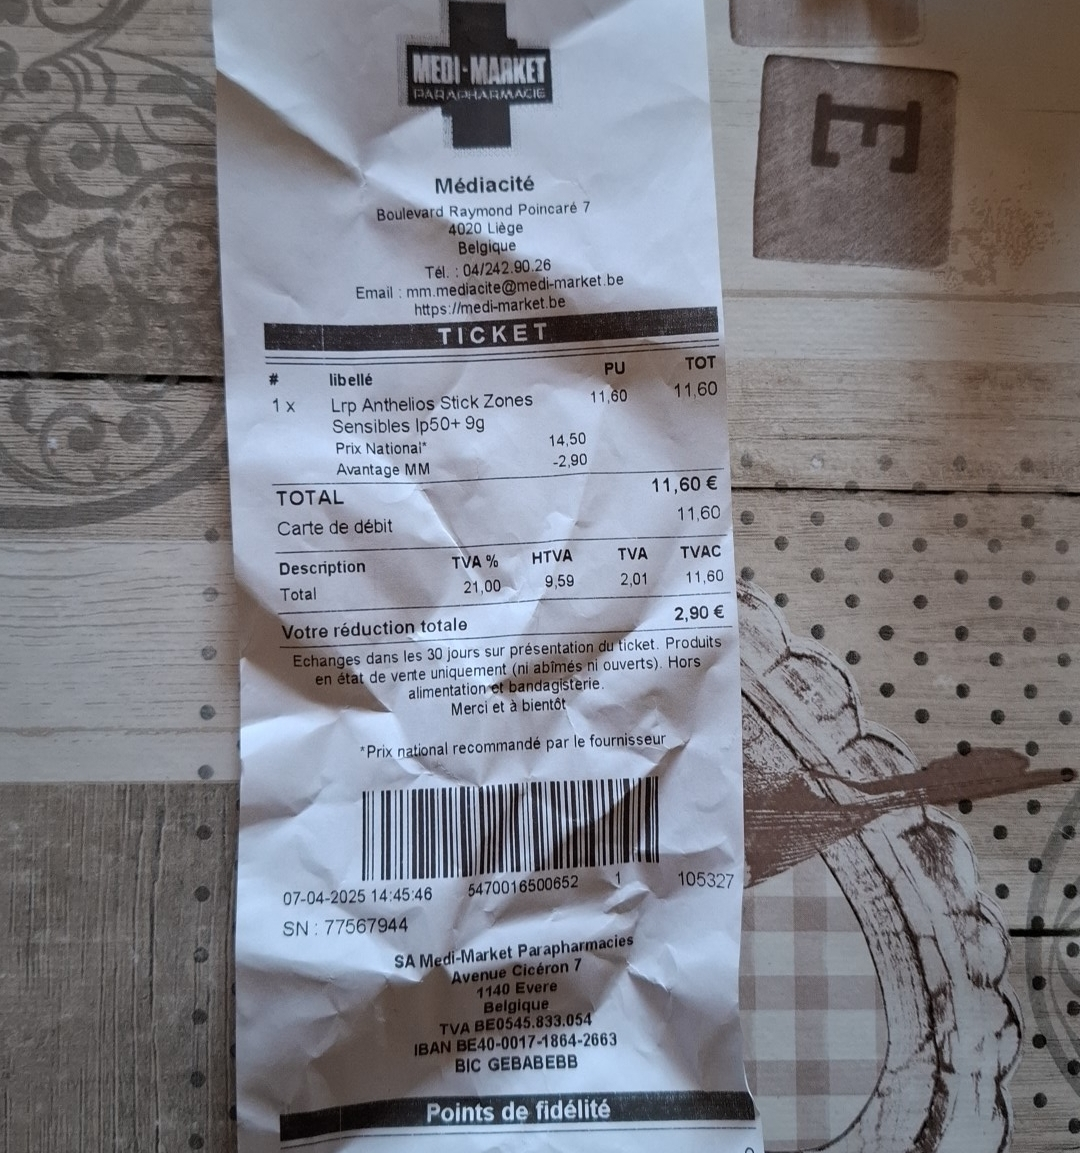 MEDI-MARKET
PARAPHARMACIE
E
Médiacité
Boulevard Raymond Poincaré 7
4020 Liège
Belgique
Tél. : 04/242.90.26
Email : mm.mediacite@medi-market.be
https://medi-market.be
TICKET
# libellé PU TOT
1 x Lrp Anthelios Stick Zones 11,60 11,60
Sensibles Ip50+ 9g
Prix National* 14,50
Avantage MM -2,90
TOTAL 11,60 €
Carte de débit 11,60
Description TVA % HTVA TVA TVAC
Total 21,00 9,59 2,01 11,60
Votre réduction totale 2,90 €
Echanges dans les 30 jours sur présentation du ticket. Produits
en état de vente uniquement (ni abîmés ni ouverts). Hors
alimentation et bandagisterie.
Merci et à bientôt
*Prix national recommandé par le fournisseur
07-04-2025 14:45:46 5470016500652 1 105327
SN : 77567944
SA Medi-Market Parapharmacies
Avenue Cicéron 7
1140 Evere
Belgique
TVA BE0545.833.054
IBAN BE40-0017-1864-2663
BIC GEBABEBB
Points de fidélité